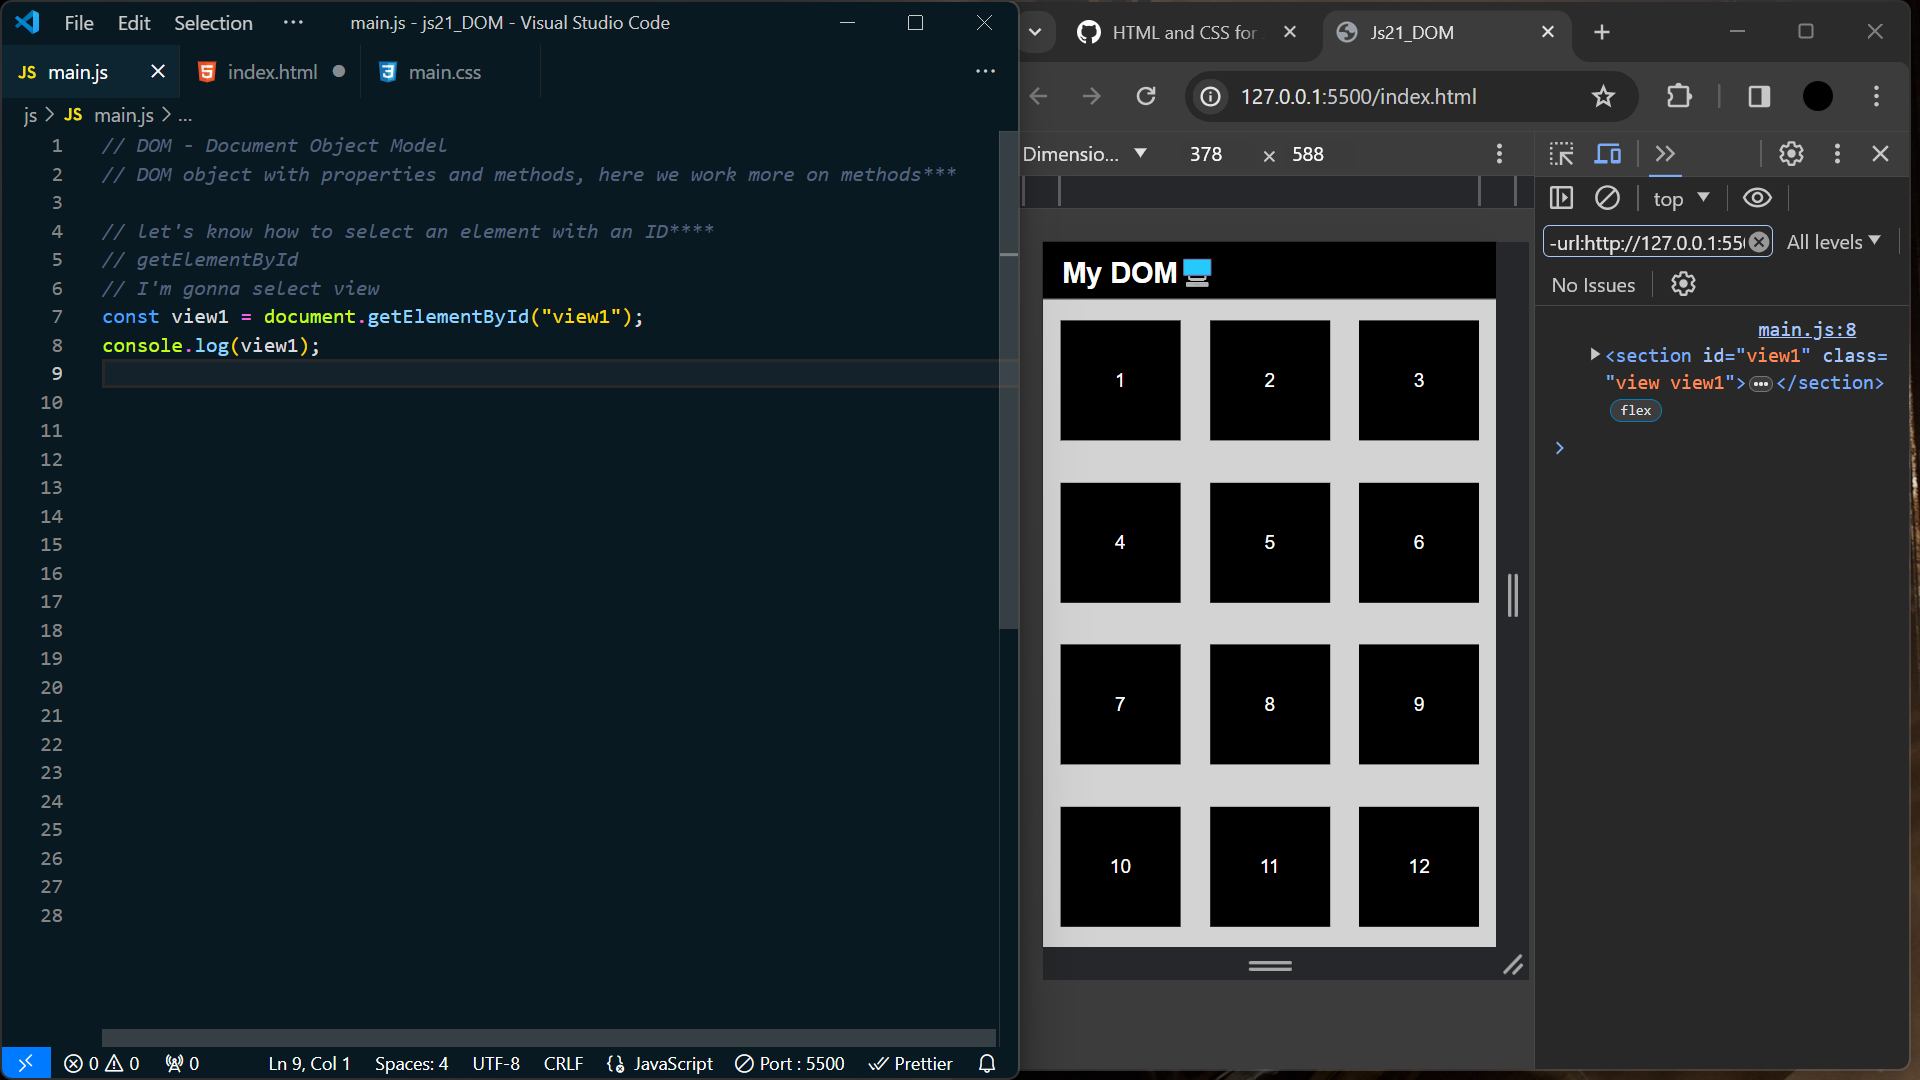 File Edit Selection ··· main.js - js21_DOM - Visual Studio Code
JS main.js index.html main.css ···
js > JS main.js > ...
1 // DOM - Document Object Model
2 // DOM object with properties and methods, here we work more on methods***
3
4 // let's know how to select an element with an ID****
5 // getElementById
6 // I'm gonna select view
7 const view1 = document.getElementById("view1");
8 console.log(view1);
9
10
11
12
13
14
15
16
17
18
19
20
21
22
23
24
25
26
27
28
0 0 0 Ln 9, Col 1 Spaces: 4 UTF-8 CRLF {} JavaScript Port : 5500 Prettier
HTML and CSS for Js21_DOM
127.0.0.1:5500/index.html
Dimensio... 378 × 588
My DOM
1 2 3
4 5 6
7 8 9
10 11 12
top
-url:http://127.0.0.1:550 All levels
No Issues
main.js:8
<section id="view1" class=
"view view1">···</section>
flex